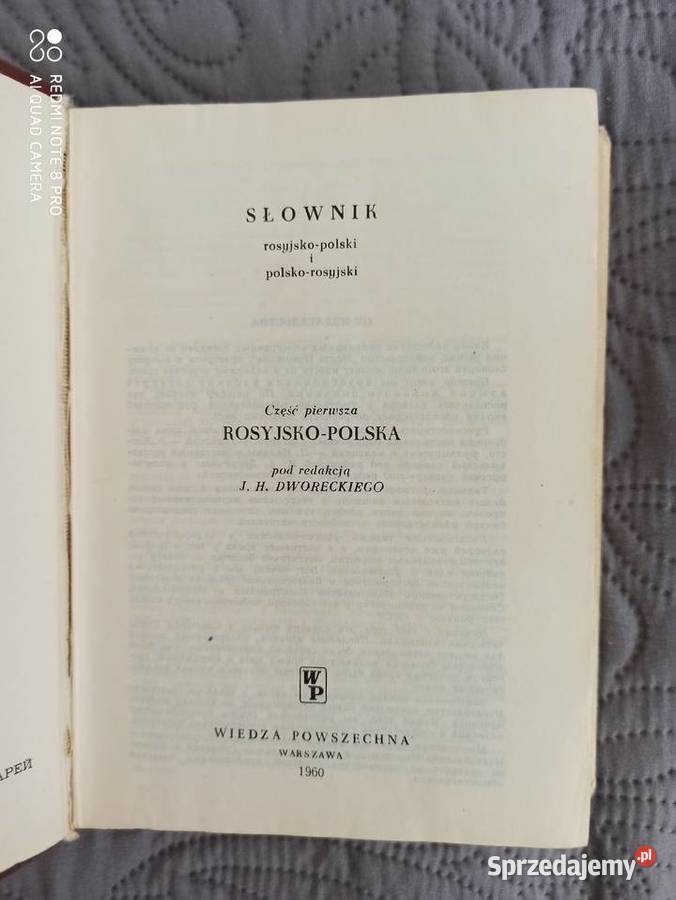 SŁOWNIK
rosyjsko-polski
i
polsko-rosyjski
Część pierwsza
ROSYJSKO-POLSKA
pod redakcją
J. H. DWORECKIEGO
WP
WIEDZA POWSZECHNA
WARSZAWA
1960
REDMI NOTE 8 PRO
AI QUAD CAMERA
Sprzedajemy.pl